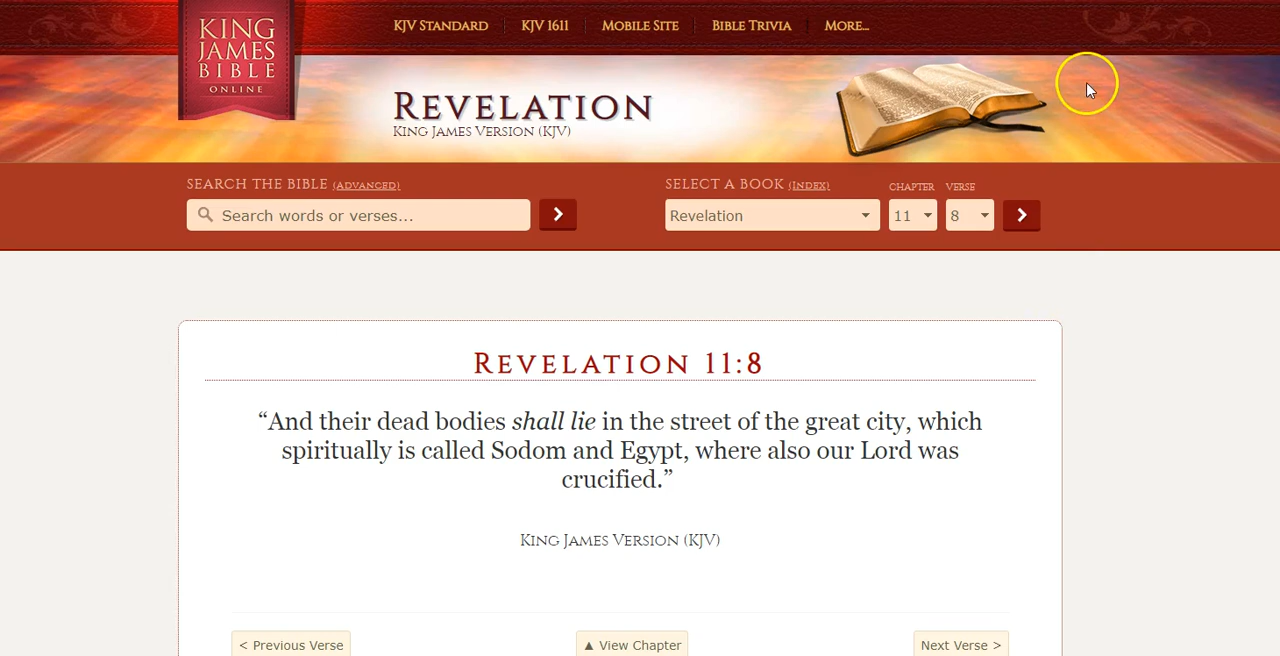 KING
JAMES
BIBLE
ONLINE
KJV STANDARD
KJV 1611
MOBILE SITE
BIBLE TRIVIA
MORE...
REVELATION
KING JAMES VERSION (KJV)
SEARCH THE BIBLE (ADVANCED)
Search words or verses...
SELECT A BOOK (INDEX)
CHAPTER
VERSE
Revelation
11
8
REVELATION 11:8
“And their dead bodies shall lie in the street of the great city, which
spiritually is called Sodom and Egypt, where also our Lord was
crucified.”
KING JAMES VERSION (KJV)
< Previous Verse
▲ View Chapter
Next Verse >